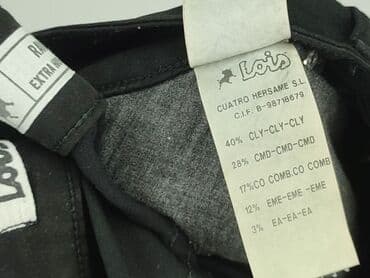 Lois
CUATRO HERSAME S.L
C.I.F. B-98718679
40% CLY-CLY-CLY
28% CMD-CMD-CMD
17%CO COMB.CO COMB
12% EME-EME-EME
3% EA-EA-EA
EXTRA
Lois